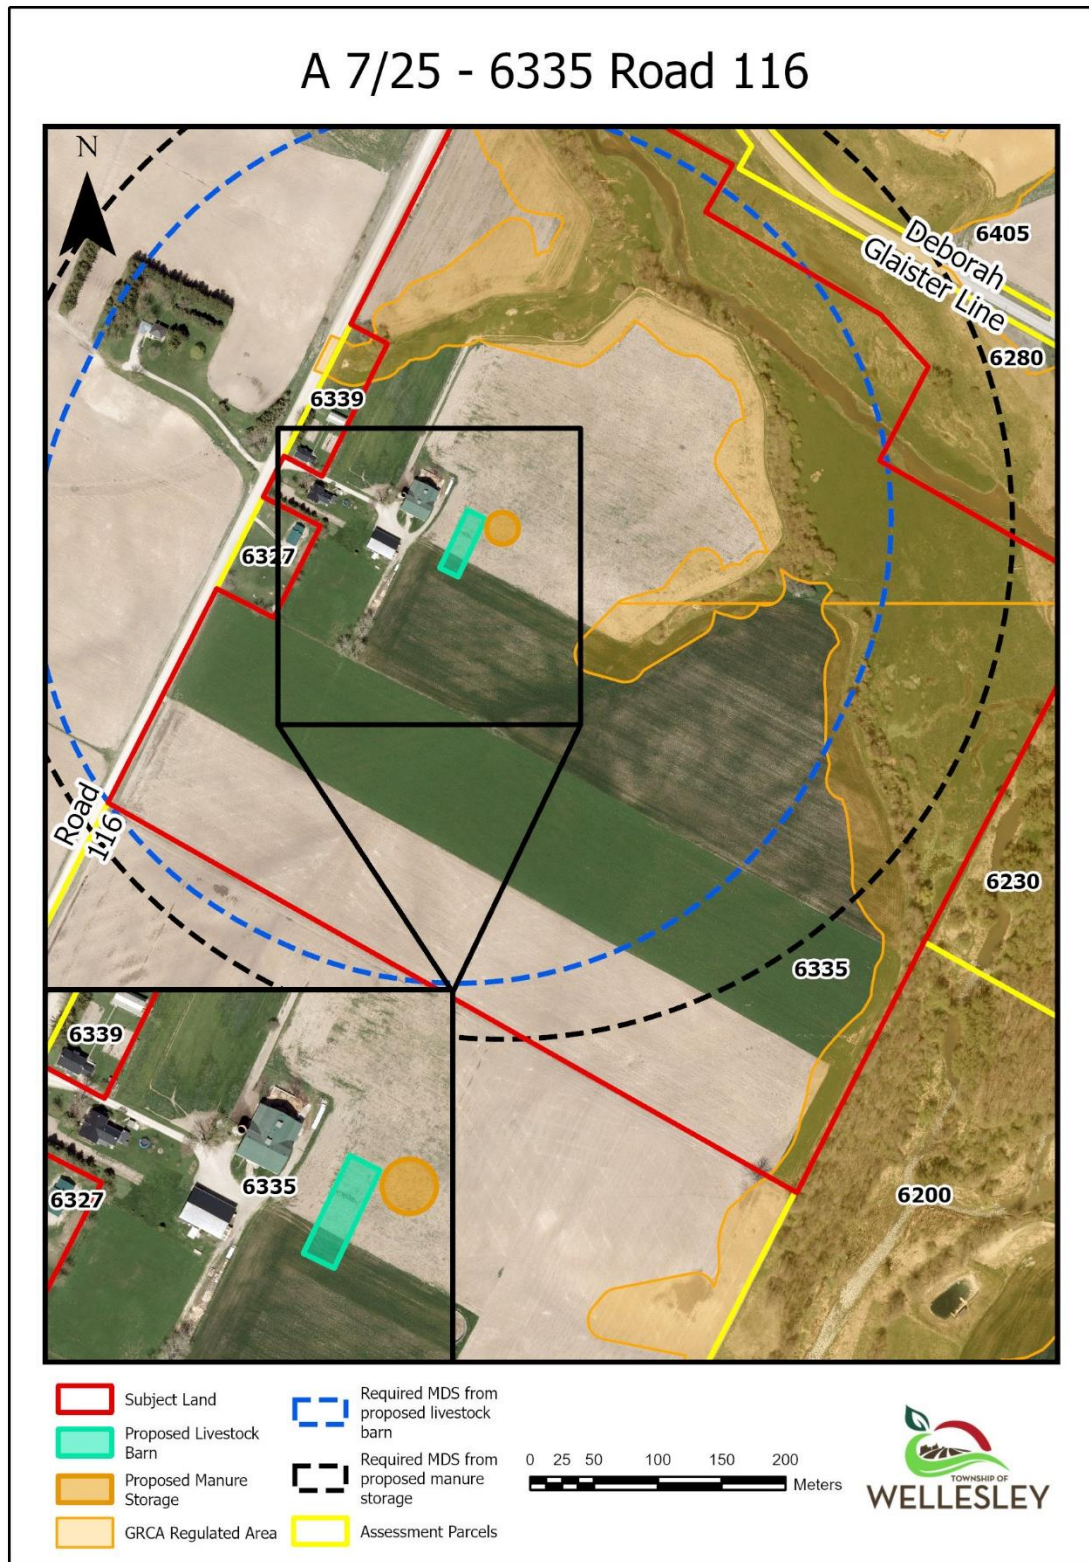 A 7/25 - 6335 Road 116
N
6405
Deborah
Glaister Line
6280
6339
6327
Road
116
6230
6335
6200
6339
6335
6327
Subject Land
Proposed Livestock
Barn
Proposed Manure
Storage
GRCA Regulated Area
Required MDS from
proposed livestock
barn
Required MDS from
proposed manure
storage
Assessment Parcels
0 25 50 100 150 200
Meters
TOWNSHIP OF
WELLESLEY